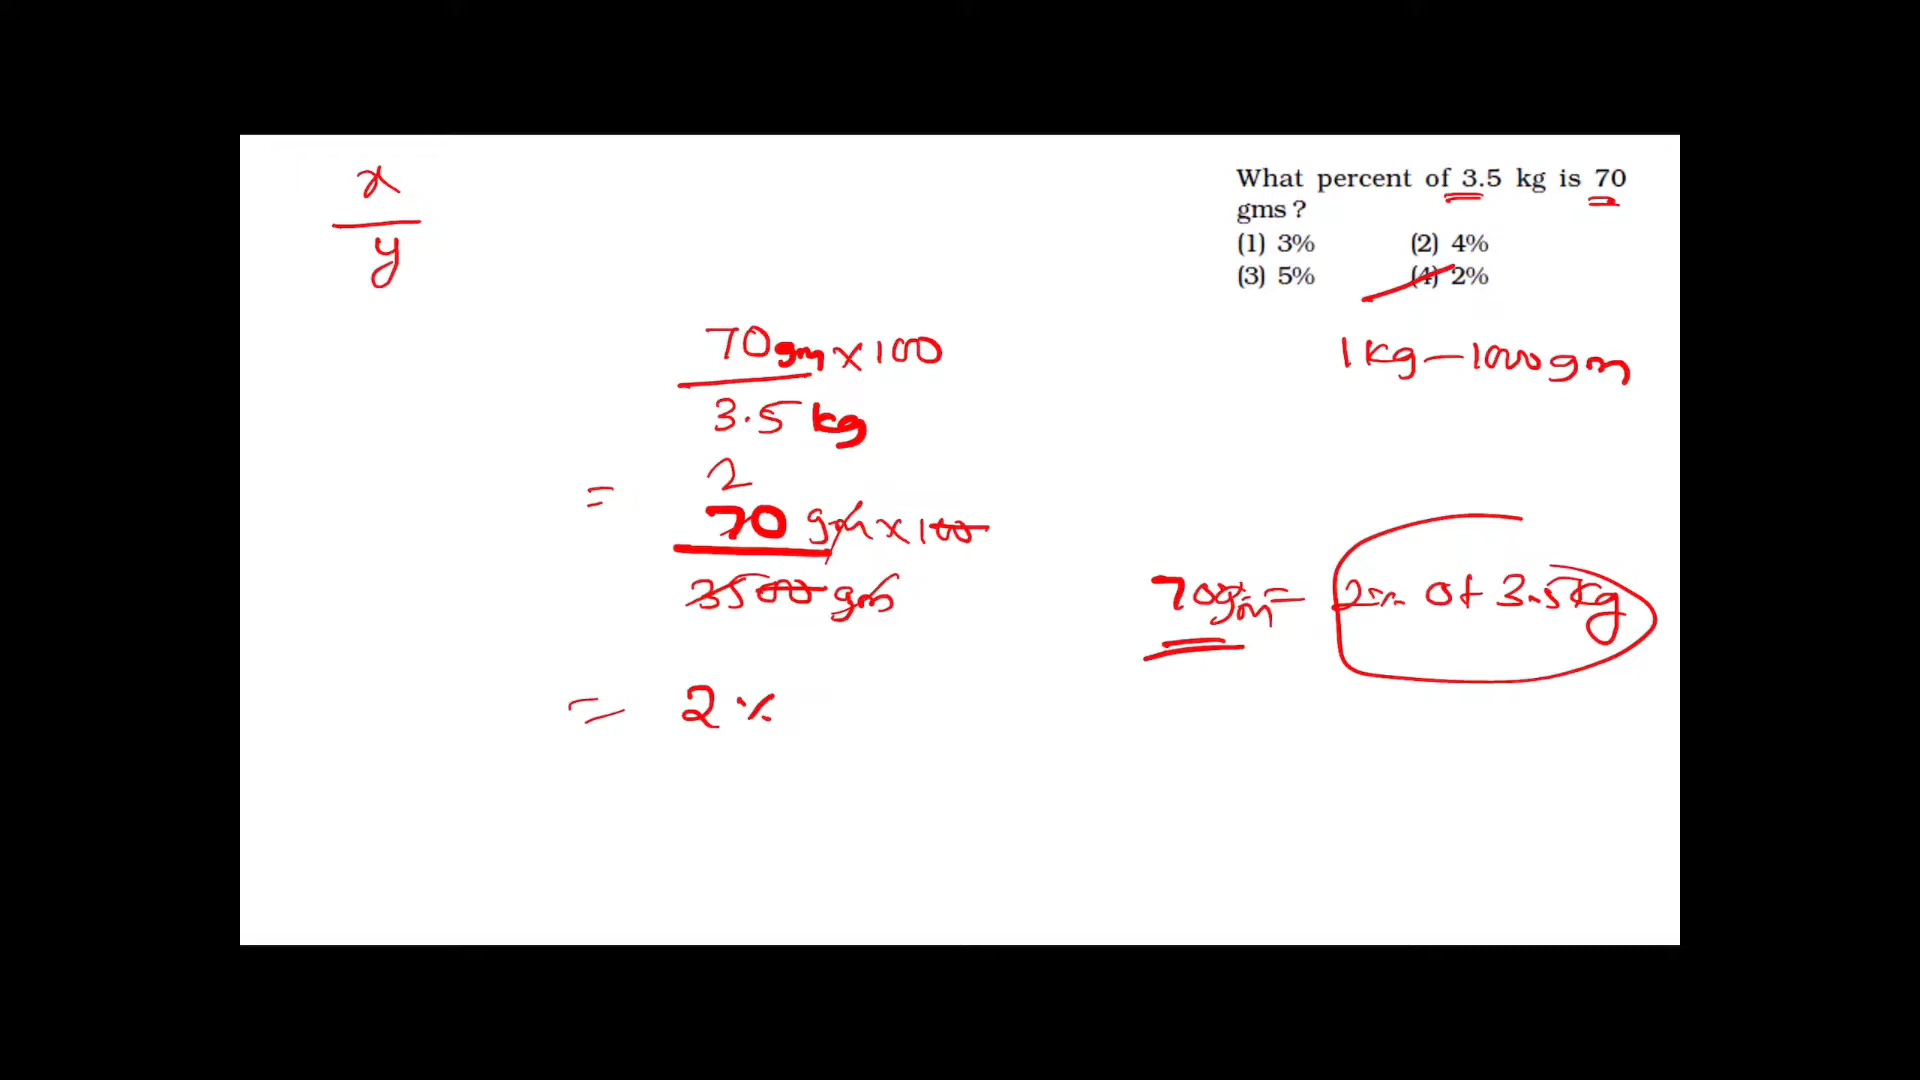 x
y
What percent of 3.5 kg is 70
gms ?
(1) 3% (2) 4%
(3) 5% (4) 2%
1 kg – 1000 gm
70 gm x 100
3.5 kg
2
= 70 gm x 100
3500 gm
70 gm = 2% of 3.5 kg
= 2%